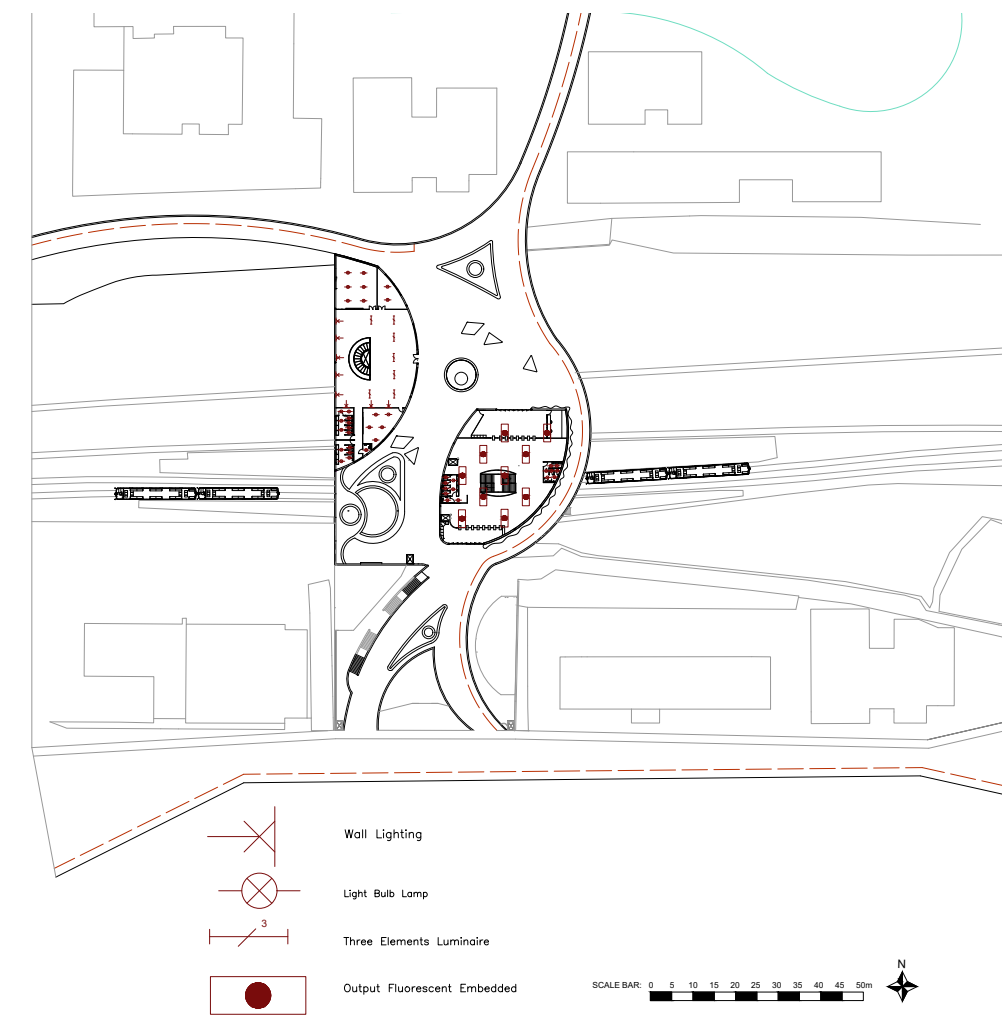 Wall Lighting
Light Bulb Lamp
3
Three Elements Luminaire
Output Fluorescent Embedded
SCALE BAR: 0 5 10 15 20 25 30 35 40 45 50m
N